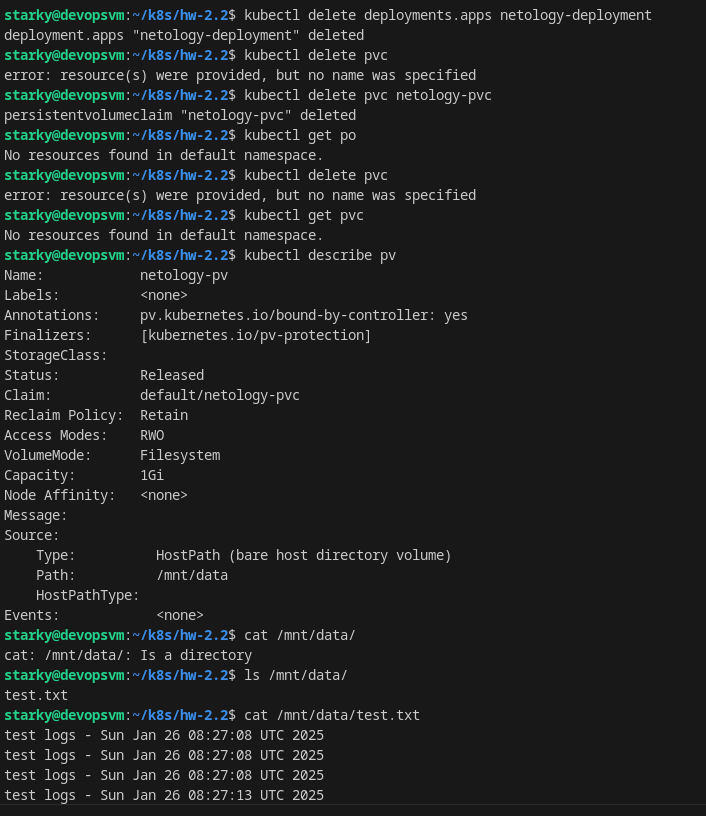 starky@devopsvm:~/k8s/hw-2.2$ kubectl delete deployments.apps netology-deployment
deployment.apps "netology-deployment" deleted
starky@devopsvm:~/k8s/hw-2.2$ kubectl delete pvc
error: resource(s) were provided, but no name was specified
starky@devopsvm:~/k8s/hw-2.2$ kubectl delete pvc netology-pvc
persistentvolumeclaim "netology-pvc" deleted
starky@devopsvm:~/k8s/hw-2.2$ kubectl get po
No resources found in default namespace.
starky@devopsvm:~/k8s/hw-2.2$ kubectl delete pvc
error: resource(s) were provided, but no name was specified
starky@devopsvm:~/k8s/hw-2.2$ kubectl get pvc
No resources found in default namespace.
starky@devopsvm:~/k8s/hw-2.2$ kubectl describe pv
Name:            netology-pv
Labels:          <none>
Annotations:     pv.kubernetes.io/bound-by-controller: yes
Finalizers:      [kubernetes.io/pv-protection]
StorageClass:
Status:          Released
Claim:           default/netology-pvc
Reclaim Policy:  Retain
Access Modes:    RWO
VolumeMode:      Filesystem
Capacity:        1Gi
Node Affinity:   <none>
Message:
Source:
    Type:          HostPath (bare host directory volume)
    Path:          /mnt/data
    HostPathType:
Events:            <none>
starky@devopsvm:~/k8s/hw-2.2$ cat /mnt/data/
cat: /mnt/data/: Is a directory
starky@devopsvm:~/k8s/hw-2.2$ ls /mnt/data/
test.txt
starky@devopsvm:~/k8s/hw-2.2$ cat /mnt/data/test.txt
test logs - Sun Jan 26 08:27:08 UTC 2025
test logs - Sun Jan 26 08:27:08 UTC 2025
test logs - Sun Jan 26 08:27:08 UTC 2025
test logs - Sun Jan 26 08:27:13 UTC 2025